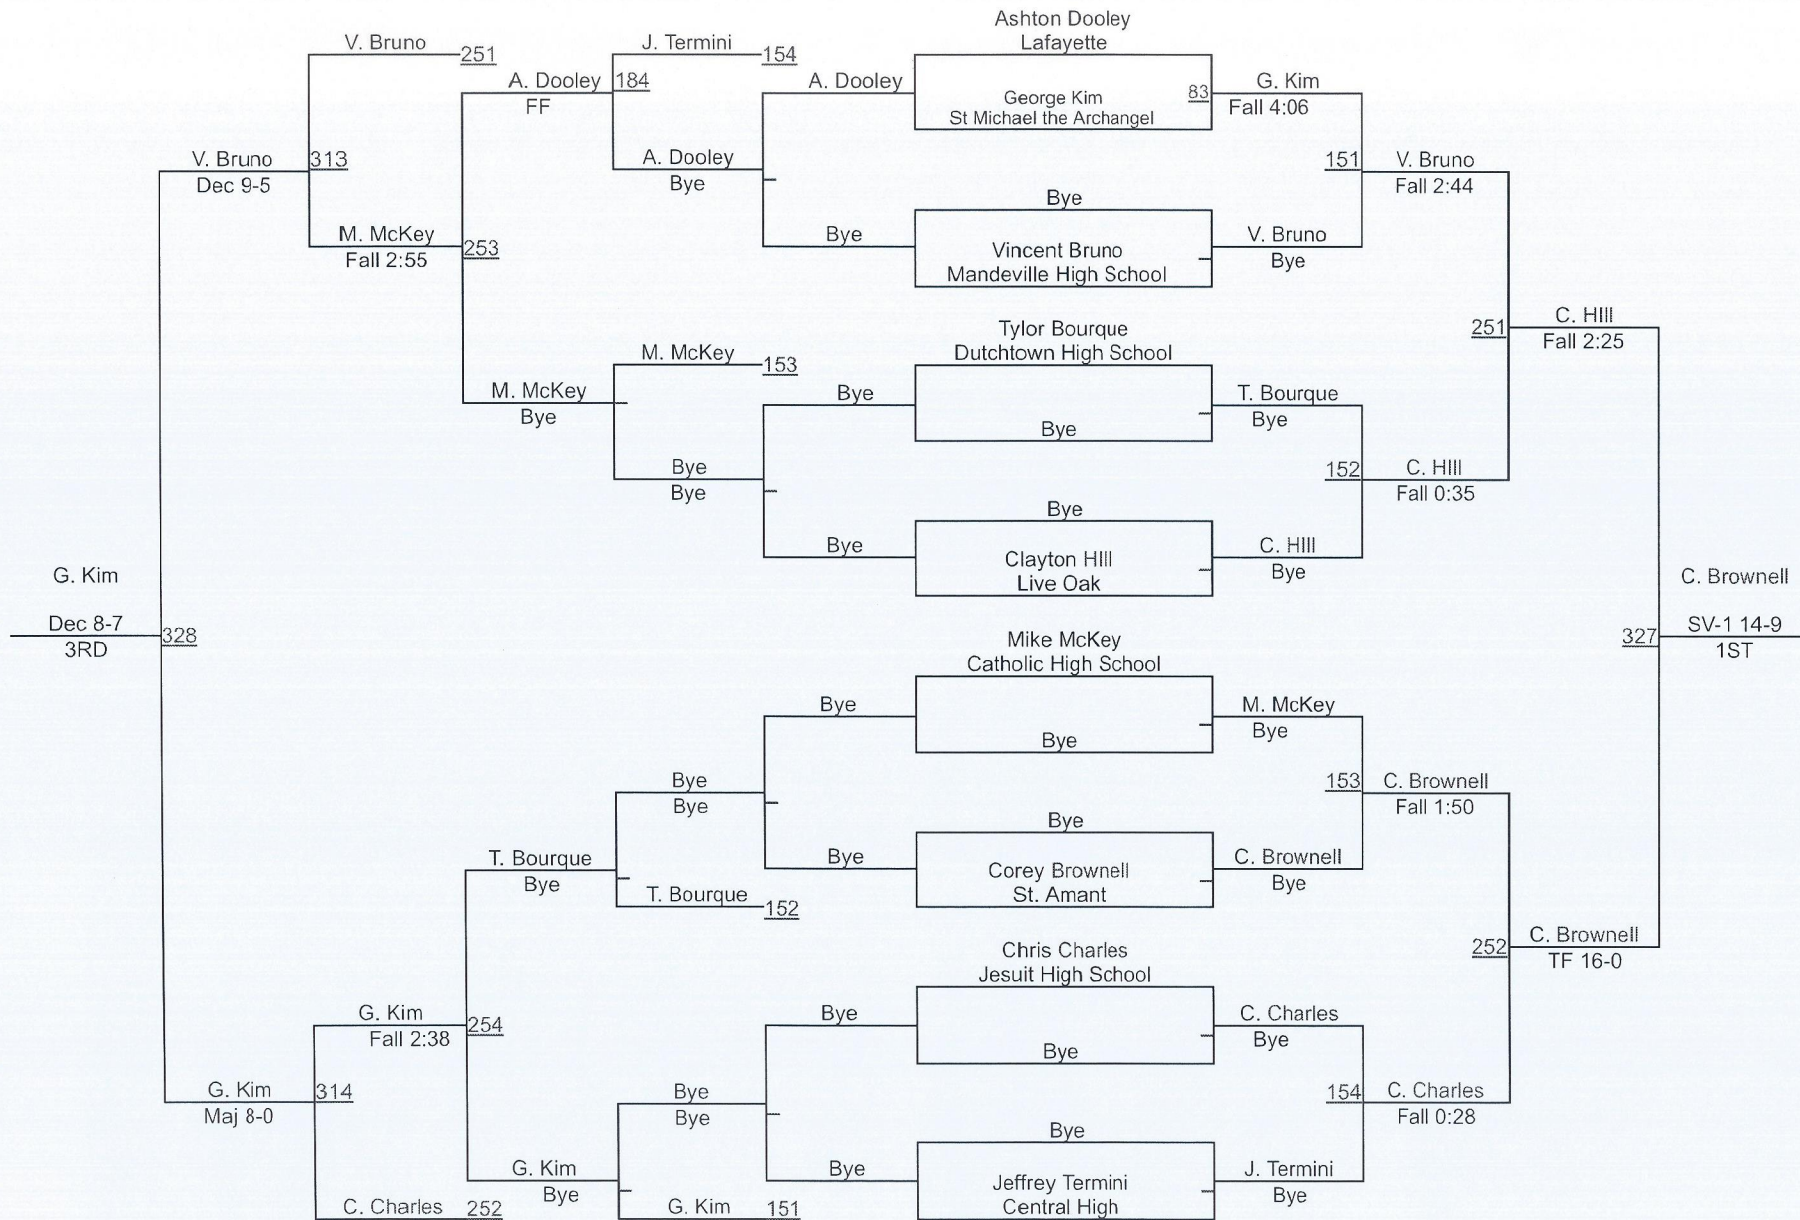 Ashton Dooley
Lafayette
V. Bruno
251
J. Termini
154
A. Dooley
FF
184
A. Dooley
George Kim
St Michael the Archangel
83
G. Kim
Fall 4:06
V. Bruno
Dec 9-5
313
A. Dooley
Bye
151
V. Bruno
Fall 2:44
Bye
M. McKey
Fall 2:55
253
Bye
Vincent Bruno
Mandeville High School
V. Bruno
Bye
Tylor Bourque
Dutchtown High School
251
C. HIll
Fall 2:25
M. McKey
153
M. McKey
Bye
Bye
Bye
T. Bourque
Bye
Bye
Bye
152
C. HIll
Fall 0:35
Bye
Bye
Clayton HIll
Live Oak
C. HIll
Bye
G. Kim
Dec 8-7
3RD
328
C. Brownell
327
SV-1 14-9
1ST
Mike McKey
Catholic High School
Bye
Bye
M. McKey
Bye
Bye
Bye
153
C. Brownell
Fall 1:50
Bye
T. Bourque
Bye
Bye
Corey Brownell
St. Amant
C. Brownell
Bye
T. Bourque
152
Chris Charles
Jesuit High School
252
C. Brownell
TF 16-0
G. Kim
Fall 2:38
254
Bye
Bye
C. Charles
Bye
G. Kim
Maj 8-0
314
Bye
Bye
154
C. Charles
Fall 0:28
Bye
G. Kim
Bye
Bye
Jeffrey Termini
Central High
J. Termini
Bye
C. Charles
252
G. Kim
151